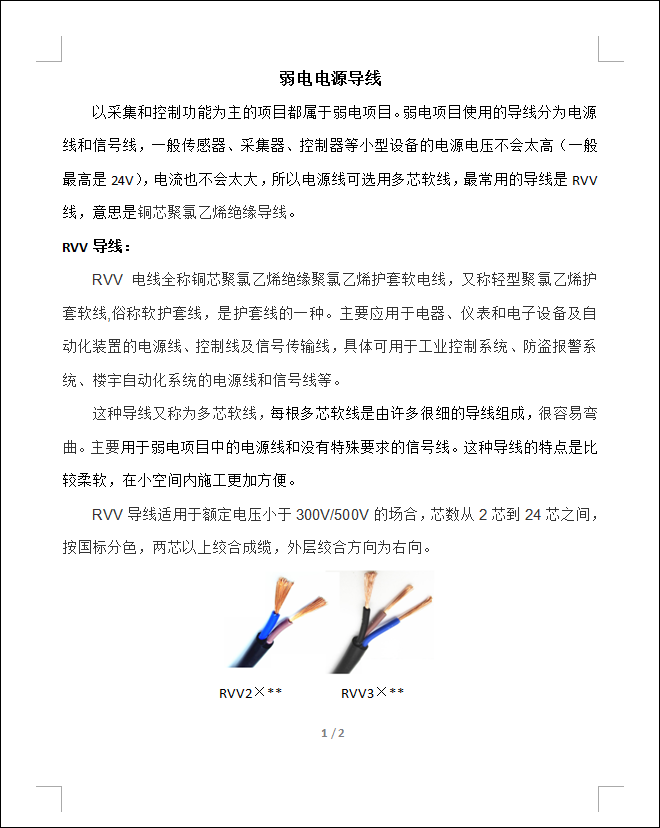 弱电电源导线
以采集和控制功能为主的项目都属于弱电项目。弱电项目使用的导线分为电源
线和信号线，一般传感器、采集器、控制器等小型设备的电源电压不会太高（一般
最高是 24V），电流也不会太大，所以电源线可选用多芯软线，最常用的导线是 RVV
线，意思是铜芯聚氯乙烯绝缘导线。
RVV 导线：
RVV 电线全称铜芯聚氯乙烯绝缘聚氯乙烯护套软电线，又称轻型聚氯乙烯护
套软线,俗称软护套线，是护套线的一种。主要应用于电器、仪表和电子设备及自
动化装置的电源线、控制线及信号传输线，具体可用于工业控制系统、防盗报警系
统、楼宇自动化系统的电源线和信号线等。
这种导线又称为多芯软线，每根多芯软线是由许多很细的导线组成，很容易弯
曲。主要用于弱电项目中的电源线和没有特殊要求的信号线。这种导线的特点是比
较柔软，在小空间内施工更加方便。
RVV 导线适用于额定电压小于 300V/500V 的场合，芯数从 2 芯到 24 芯之间，
按国标分色，两芯以上绞合成缆，外层绞合方向为右向。
RVV2×** RVV3×**
1 / 2